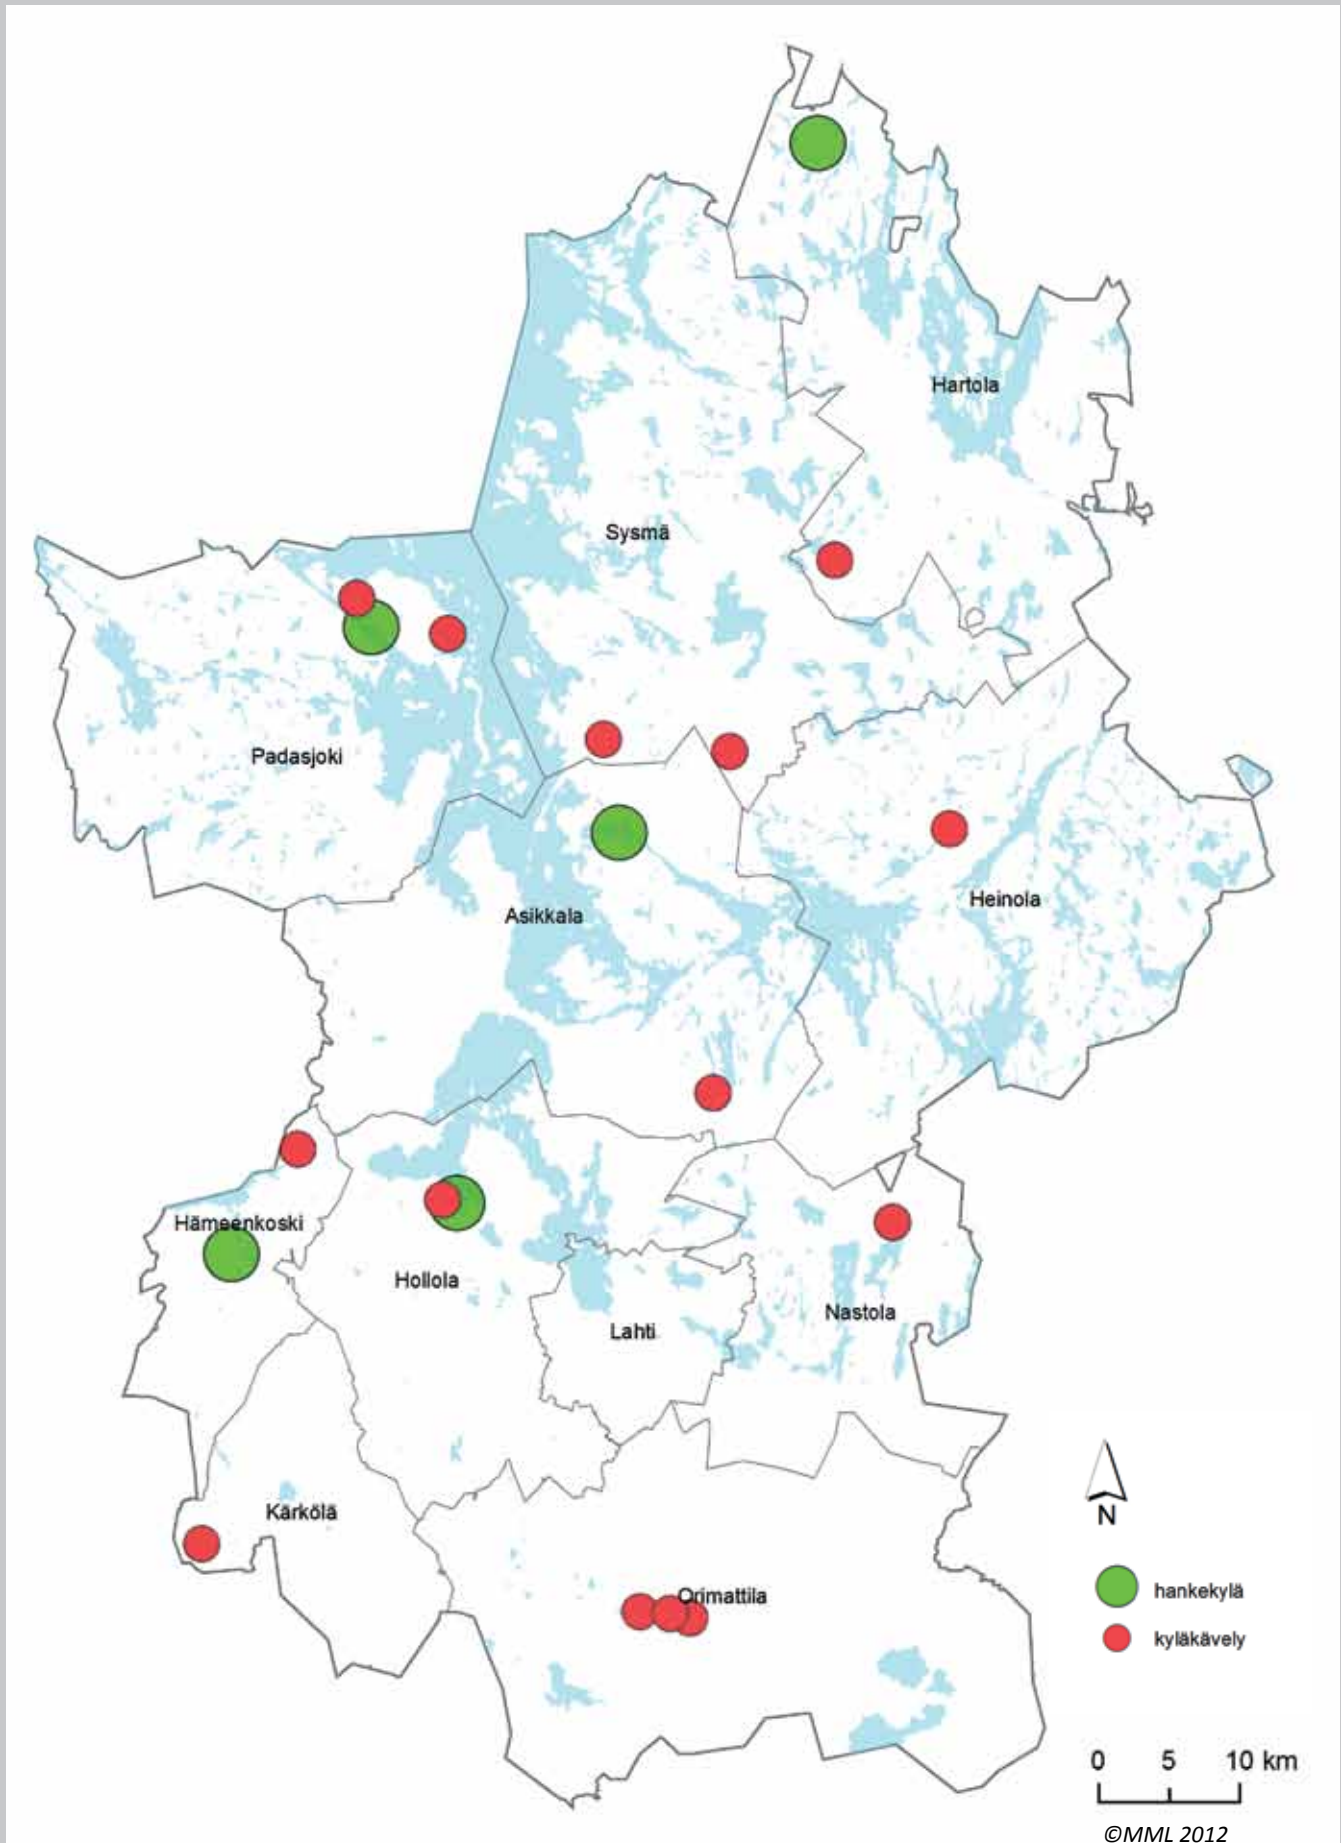 Hartola
Sysmä
Padasjoki
Heinola
Asikkala
Hämeenkoski
Hollola
Nastola
Lahti
Kärkölä
N
Orimattila
hankekylä
kyläkävely
0 5 10 km
©MML 2012